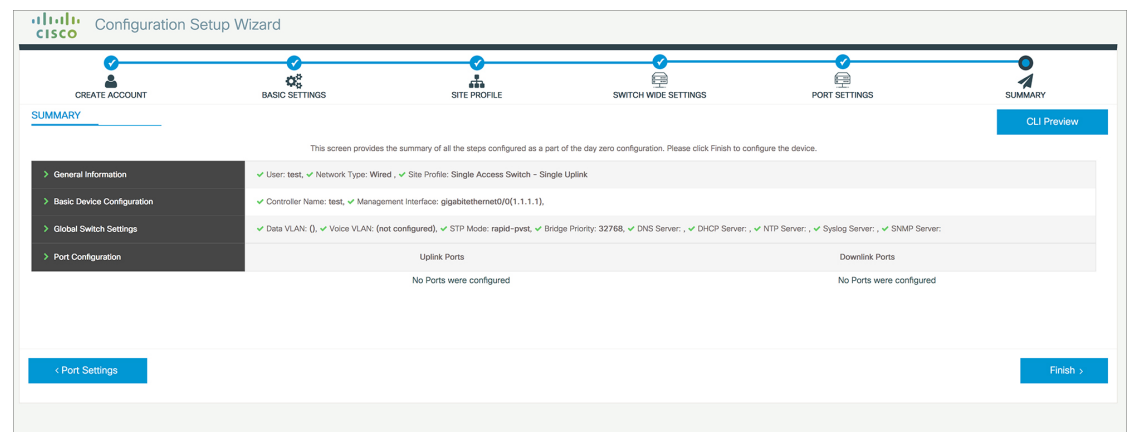 CISCO
Configuration Setup Wizard
CREATE ACCOUNT
BASIC SETTINGS
SITE PROFILE
SWITCH WIDE SETTINGS
PORT SETTINGS
SUMMARY
SUMMARY
CLI Preview
This screen provides the summary of all the steps configured as a part of the day zero configuration. Please click Finish to configure the device.
General Information
User: test, Network Type: Wired , Site Profile: Single Access Switch - Single Uplink
Basic Device Configuration
Controller Name: test, Management Interface: gigabitethernet0/0(1.1.1.1),
Global Switch Settings
Data VLAN: (), Voice VLAN: (not configured), STP Mode: rapid-pvst, Bridge Priority: 32768, DNS Server: , DHCP Server: , NTP Server: , Syslog Server: , SNMP Server:
Port Configuration
Uplink Ports
Downlink Ports
No Ports were configured
No Ports were configured
< Port Settings
Finish >